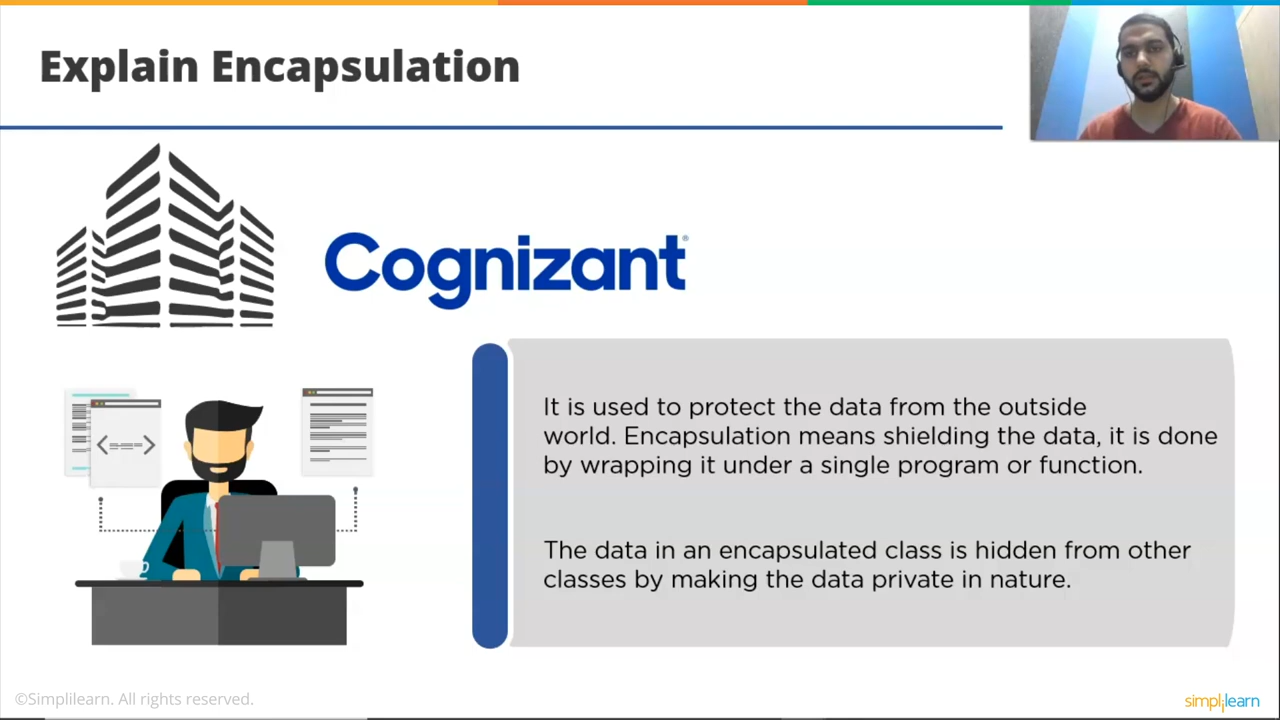 Explain Encapsulation
Cognizant®
It is used to protect the data from the outside
world. Encapsulation means shielding the data, it is done
by wrapping it under a single program or function.
The data in an encapsulated class is hidden from other
classes by making the data private in nature.
©Simplilearn. All rights reserved.
simplilearn